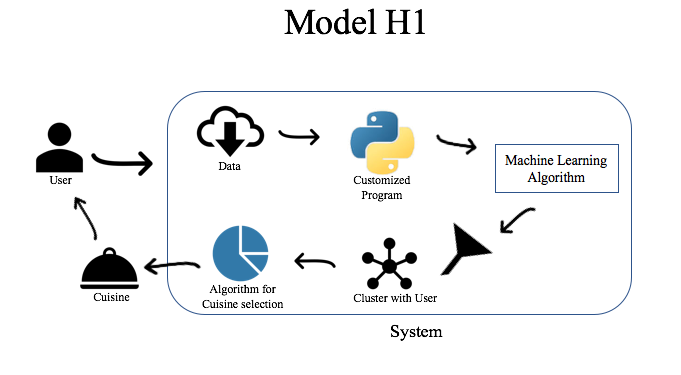 Model H1
User
Data
Customized
Program
Machine Learning
Algorithm
Cuisine
Algorithm for
Cuisine selection
Cluster with User
System